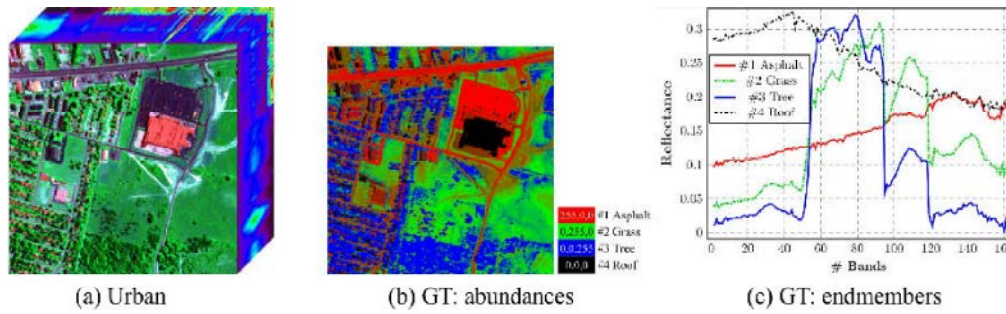 255,0,0 #1 Asphalt
0,255,0 #2 Grass
0,0,255 #3 Tree
0,0,0 #4 Roof
0.3
0.25
0.2
0.15
0.1
0.05
0
Reflectance
#1 Asphalt
#2 Grass
#3 Tree
#4 Roof
0 20 40 60 80 100 120 140 160
# Bands
(a) Urban
(b) GT: abundances
(c) GT: endmembers